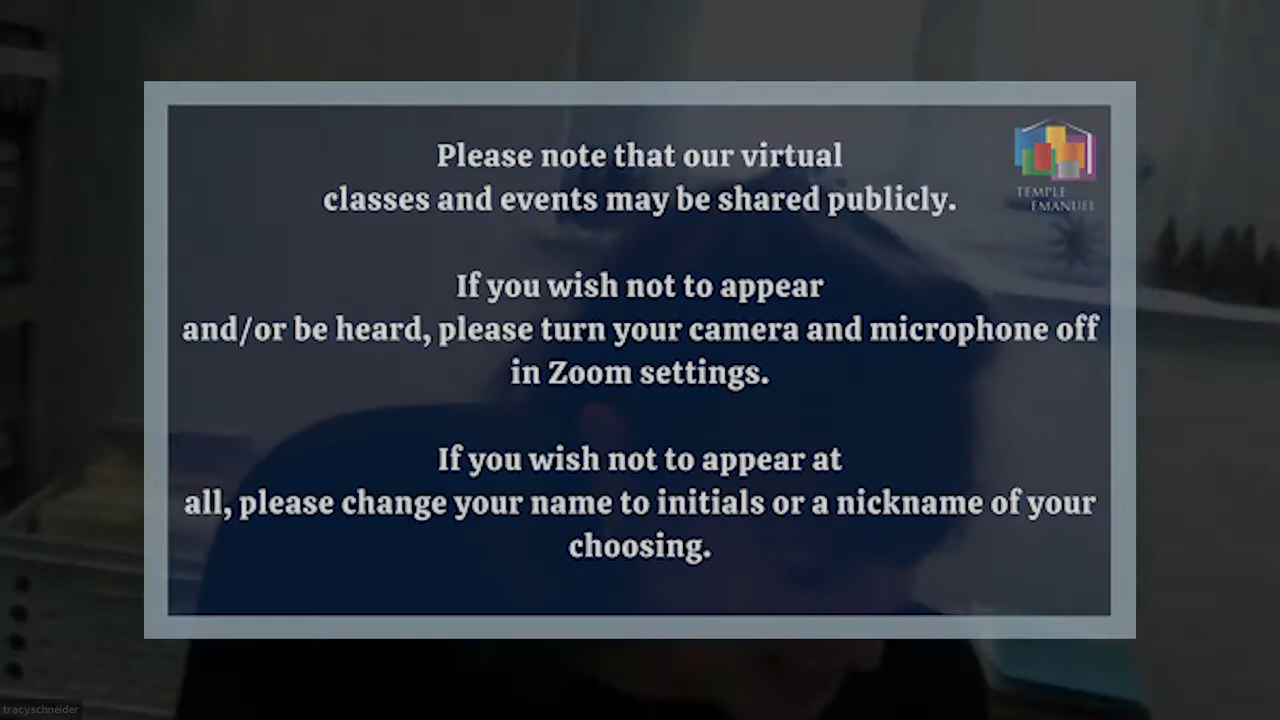 Please note that our virtual
classes and events may be shared publicly.
TEMPLE
EMANUEL
If you wish not to appear
and/or be heard, please turn your camera and microphone off
in Zoom settings.
If you wish not to appear at
all, please change your name to initials or a nickname of your
choosing.
tracyschneider